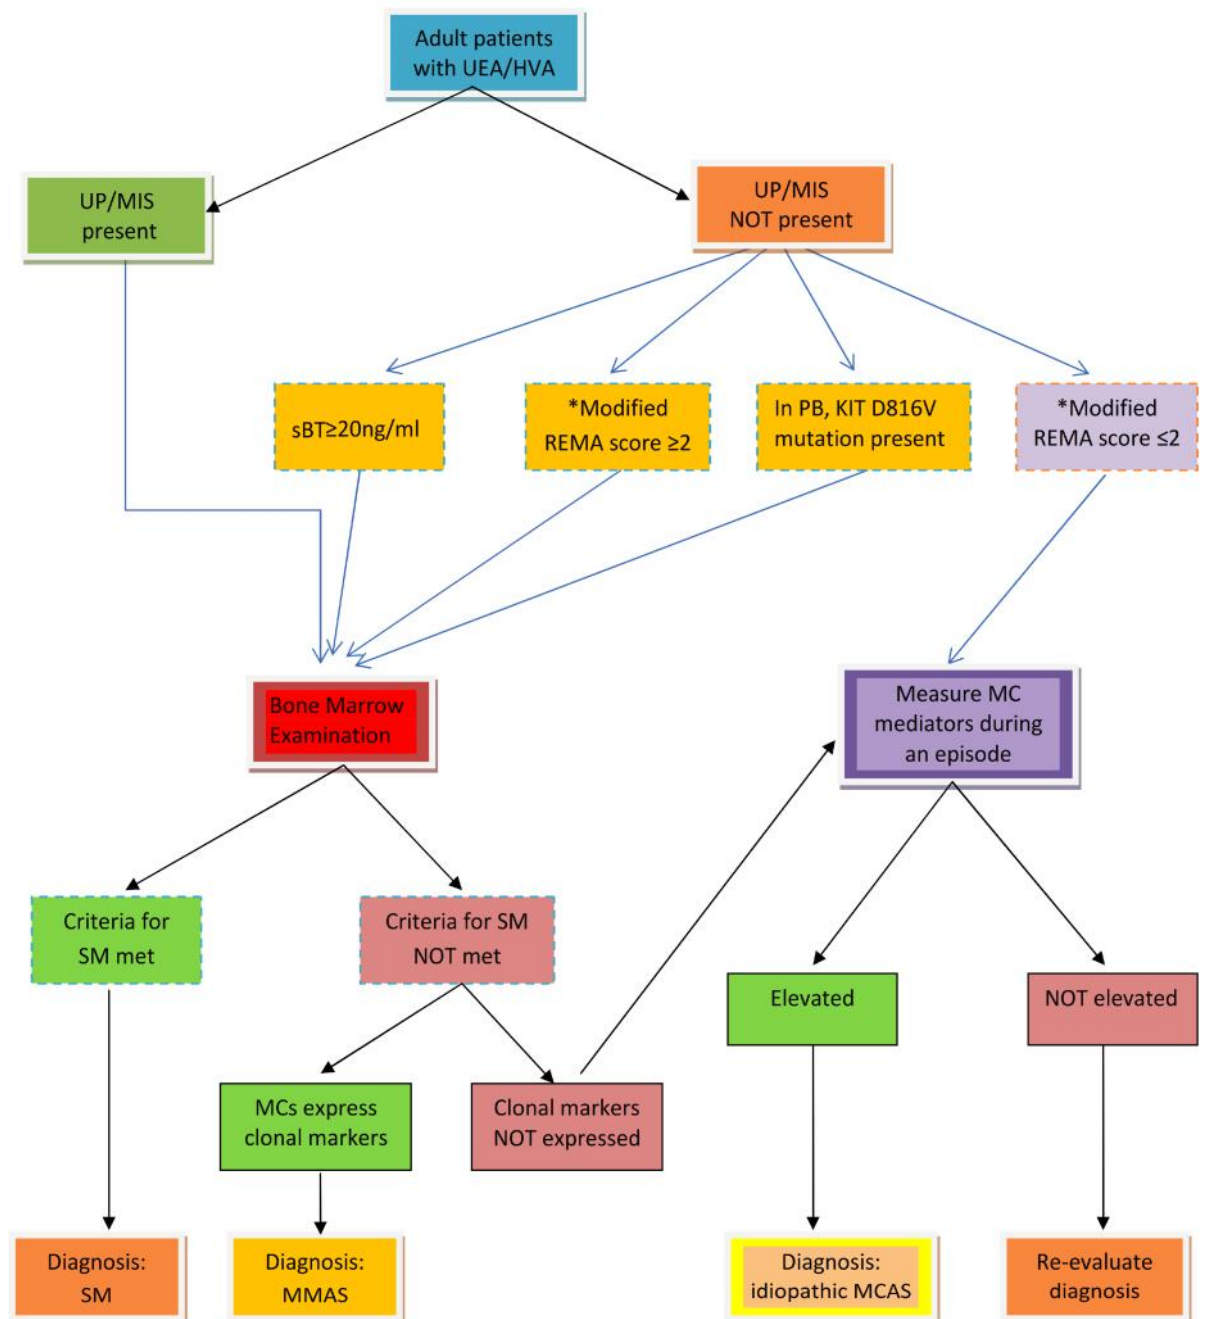 Adult patients
with UEA/HVA
UP/MIS
present
UP/MIS
NOT present
sBT≥20ng/ml
*Modified
REMA score ≥2
In PB, KIT D816V
mutation present
*Modified
REMA score ≤2
Bone Marrow
Examination
Measure MC
mediators during
an episode
Criteria for
SM met
Criteria for SM
NOT met
Elevated
NOT elevated
MCs express
clonal markers
Clonal markers
NOT expressed
Diagnosis:
SM
Diagnosis:
MMAS
Diagnosis:
idiopathic MCAS
Re-evaluate
diagnosis